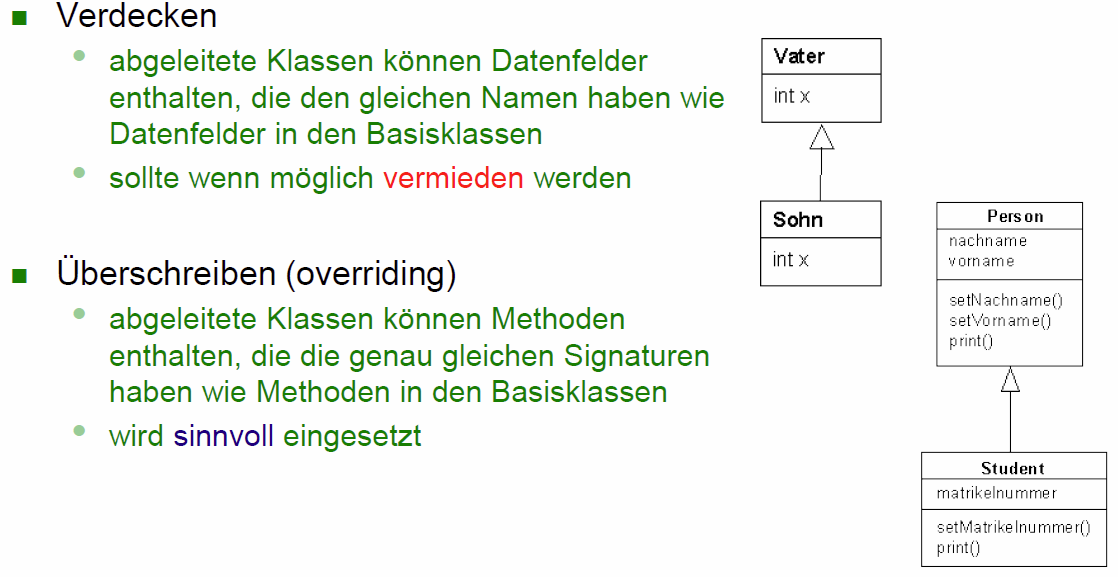 Verdecken
abgeleitete Klassen können Datenfelder
enthalten, die den gleichen Namen haben wie
Datenfelder in den Basisklassen
sollte wenn möglich vermieden werden
Überschreiben (overriding)
abgeleitete Klassen können Methoden
enthalten, die die genau gleichen Signaturen
haben wie Methoden in den Basisklassen
wird sinnvoll eingesetzt
Vater
int x
Sohn
int x
Person
nachname
vorname
setNachname()
setVorname()
print()
Student
matrikelnummer
setMatrikelnummer()
print()